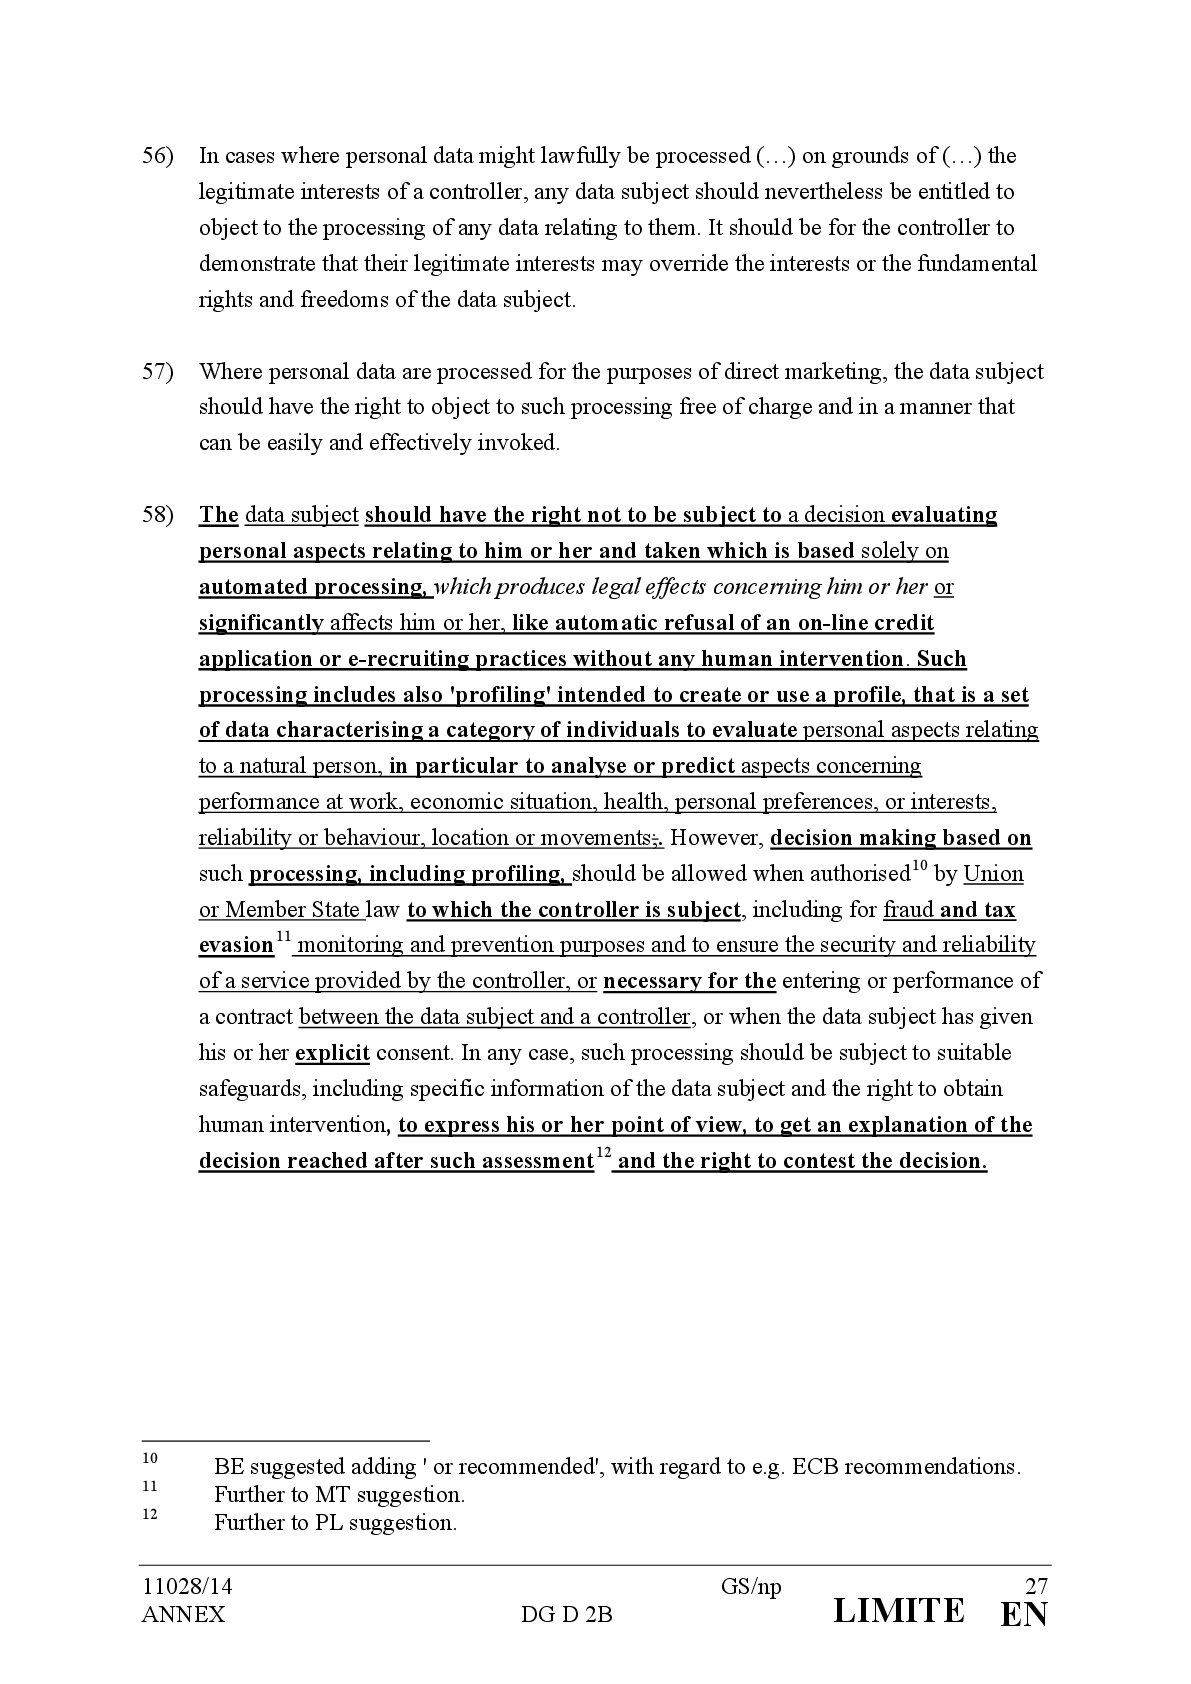 56) In cases where personal data might lawfully be processed (…) on grounds of (…) the
legitimate interests of a controller, any data subject should nevertheless be entitled to
object to the processing of any data relating to them. It should be for the controller to
demonstrate that their legitimate interests may override the interests or the fundamental
rights and freedoms of the data subject.
57) Where personal data are processed for the purposes of direct marketing, the data subject
should have the right to object to such processing free of charge and in a manner that
can be easily and effectively invoked.
58) The data subject should have the right not to be subject to a decision evaluating
personal aspects relating to him or her and taken which is based solely on
automated processing, which produces legal effects concerning him or her or
significantly affects him or her, like automatic refusal of an on-line credit
application or e-recruiting practices without any human intervention. Such
processing includes also 'profiling' intended to create or use a profile, that is a set
of data characterising a category of individuals to evaluate personal aspects relating
to a natural person, in particular to analyse or predict aspects concerning
performance at work, economic situation, health, personal preferences, or interests,
reliability or behaviour, location or movements;. However, decision making based on
such processing, including profiling, should be allowed when authorised10 by Union
or Member State law to which the controller is subject, including for fraud and tax
evasion11 monitoring and prevention purposes and to ensure the security and reliability
of a service provided by the controller, or necessary for the entering or performance of
a contract between the data subject and a controller, or when the data subject has given
his or her explicit consent. In any case, such processing should be subject to suitable
safeguards, including specific information of the data subject and the right to obtain
human intervention, to express his or her point of view, to get an explanation of the
decision reached after such assessment12 and the right to contest the decision.
10 BE suggested adding ' or recommended', with regard to e.g. ECB recommendations.
11 Further to MT suggestion.
12 Further to PL suggestion.
11028/14 GS/np 27
ANNEX DG D 2B LIMITE EN